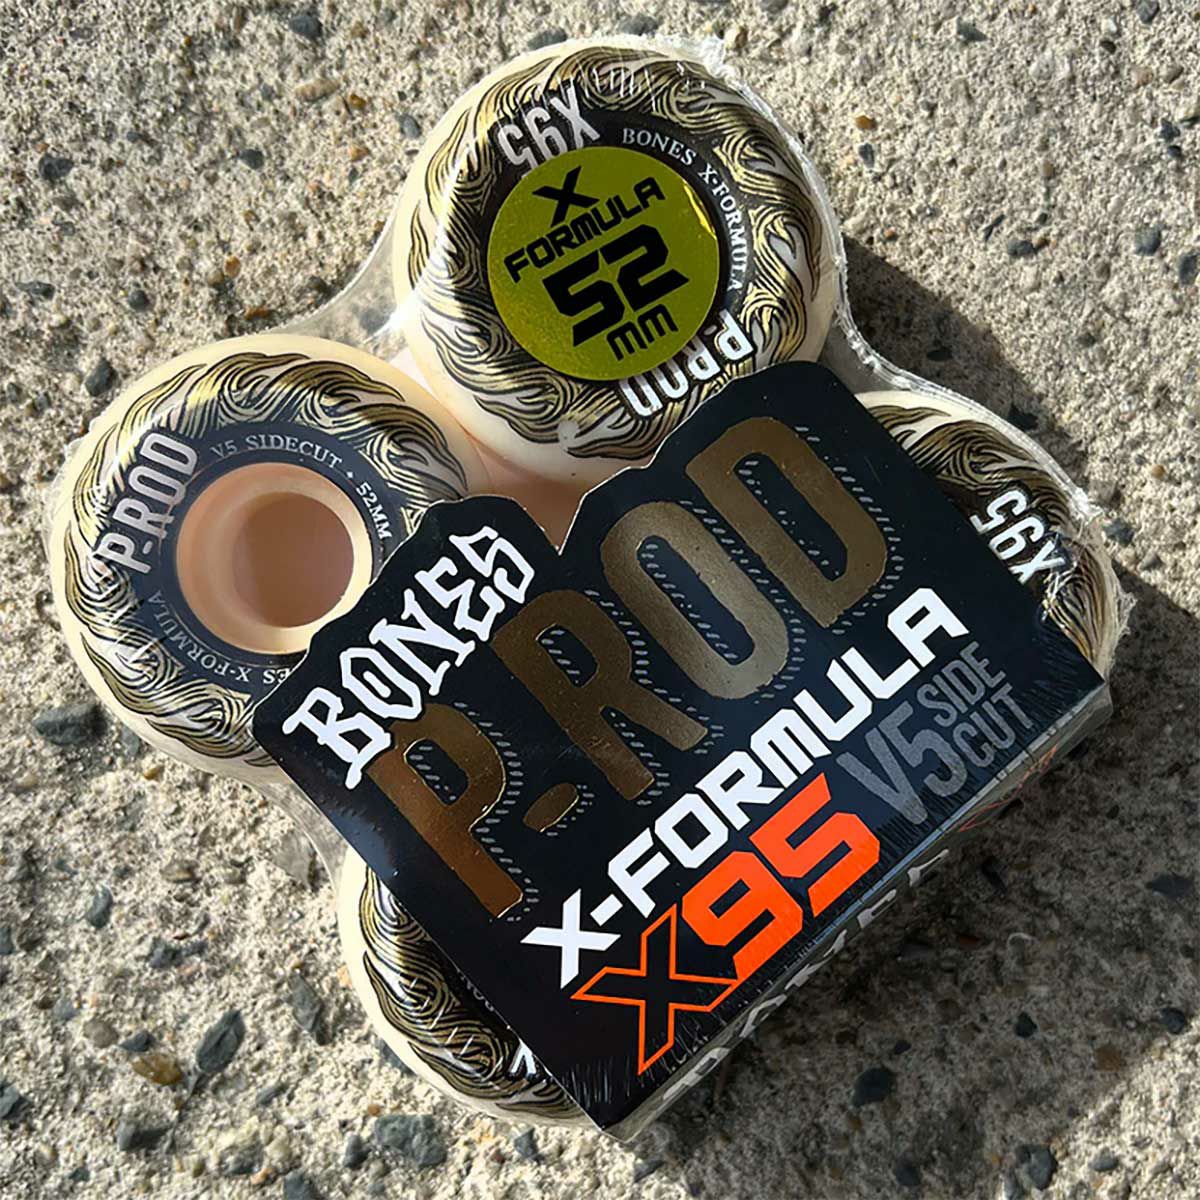 X95
BONES X-FORMULA
P-ROD
X
FORMULA
52
MM
P-ROD
V5 SIDECUT • 52MM
BONES X-FORMULA
X95
BONES
P-ROD
X-FORMULA
X95
V5 SIDE
CUT
X-FORMULA